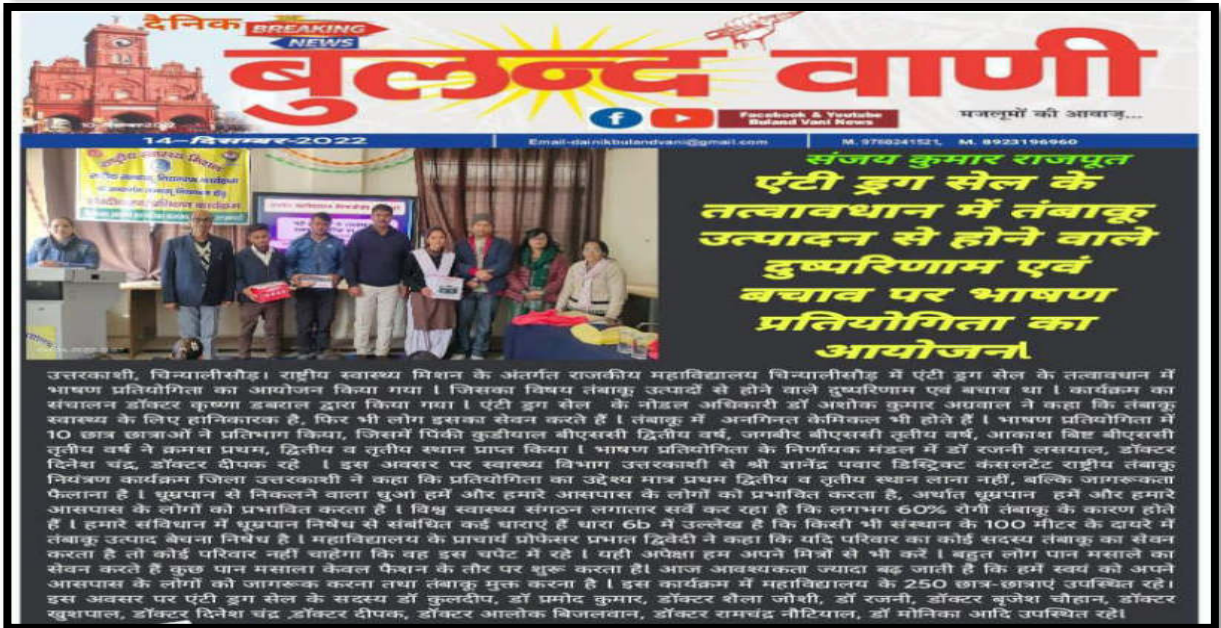 दैनिक
BREAKING
NEWS
बुलन्द वाणी
Facebook & Youtube
Buland Vani News
मजलूमों की आवाज़...
14-दिसम्बर-2022
Email-dainikbulandvani@gmail.com
M. 9768241521, M. 8923196960
राष्ट्रीय स्वास्थ्य मिशन
संजय कुमार राजपूत
एंटी ड्रग सेल के
तत्वावधान में तंबाकू
उत्पादन से होने वाले
दुष्परिणाम एवं
बचाव पर भाषण
प्रतियोगिता का
आयोजन।
उत्तरकाशी, चिन्यालीसौड़। राष्ट्रीय स्वास्थ्य मिशन के अंतर्गत राजकीय महाविद्यालय चिन्यालीसौड़ में एंटी ड्रग सेल के तत्वावधान में
भाषण प्रतियोगिता का आयोजन किया गया । जिसका विषय तंबाकू उत्पादों से होने वाले दुष्परिणाम एवं बचाव था । कार्यक्रम का
संचालन डॉक्टर कृष्णा डबराल द्वारा किया गया । एंटी ड्रग सेल के नोडल अधिकारी डॉ अशोक कुमार अग्रवाल ने कहा कि तंबाकू
स्वास्थ्य के लिए हानिकारक है, फिर भी लोग इसका सेवन करते हैं । तंबाकू में अनगिनत केमिकल भी होते हैं । भाषण प्रतियोगिता में
10 छात्र छात्राओं ने प्रतिभाग किया, जिसमें पिंकी कुडीयाल बीएससी द्वितीय वर्ष, जगबीर बीएससी तृतीय वर्ष, आकाश बिष्ट बीएससी
तृतीय वर्ष ने क्रमश प्रथम, द्वितीय व तृतीय स्थान प्राप्त किया । भाषण प्रतियोगिता के निर्णायक मंडल में डॉ रजनी लसयाल, डॉक्टर
दिनेश चंद्र, डॉक्टर दीपक रहे । इस अवसर पर स्वास्थ्य विभाग उत्तरकाशी से श्री ज्ञानेंद्र पवार डिस्ट्रिक्ट कंसलटेंट राष्ट्रीय तंबाकू
नियंत्रण कार्यक्रम जिला उत्तरकाशी ने कहा कि प्रतियोगिता का उद्देश्य मात्र प्रथम द्वितीय व तृतीय स्थान लाना नहीं, बल्कि जागरूकता
फैलाना है । धूम्रपान से निकलने वाला धुआं हमें और हमारे आसपास के लोगों को प्रभावित करता है, अर्थात धूम्रपान हमें और हमारे
आसपास के लोगों को प्रभावित करता है । विश्व स्वास्थ्य संगठन लगातार सर्वे कर रहा है कि लगभग 60% रोगी तंबाकू के कारण होते
हैं । हमारे संविधान में धूम्रपान निषेध से संबंधित कई धाराएं हैं धारा 6b में उल्लेख है कि किसी भी संस्थान के 100 मीटर के दायरे में
तंबाकू उत्पाद बेचना निषेध है । महाविद्यालय के प्राचार्य प्रोफेसर प्रभात द्विवेदी ने कहा कि यदि परिवार का कोई सदस्य तंबाकू का सेवन
करता है तो कोई परिवार नहीं चाहेगा कि वह इस चपेट में रहे । यही अपेक्षा हम अपने मित्रों से भी करें । बहुत लोग पान मसाले का
सेवन करते हैं कुछ पान मसाला केवल फैशन के तौर पर शुरू करता है। आज आवश्यकता ज्यादा बढ़ जाती है कि हमें स्वयं को अपने
आसपास के लोगों को जागरूक करना तथा तंबाकू मुक्त करना है । इस कार्यक्रम में महाविद्यालय के 250 छात्र-छात्राएं उपस्थित रहे।
इस अवसर पर एंटी ड्रग सेल के सदस्य डॉ कुलदीप, डॉ प्रमोद कुमार, डॉक्टर शैला जोशी, डॉ रजनी, डॉक्टर बृजेश चौहान, डॉक्टर
खुशपाल, डॉक्टर दिनेश चंद्र ,डॉक्टर दीपक, डॉक्टर आलोक बिजलवान, डॉक्टर रामचंद्र नौटियाल, डॉ मोनिका आदि उपस्थित रहे।